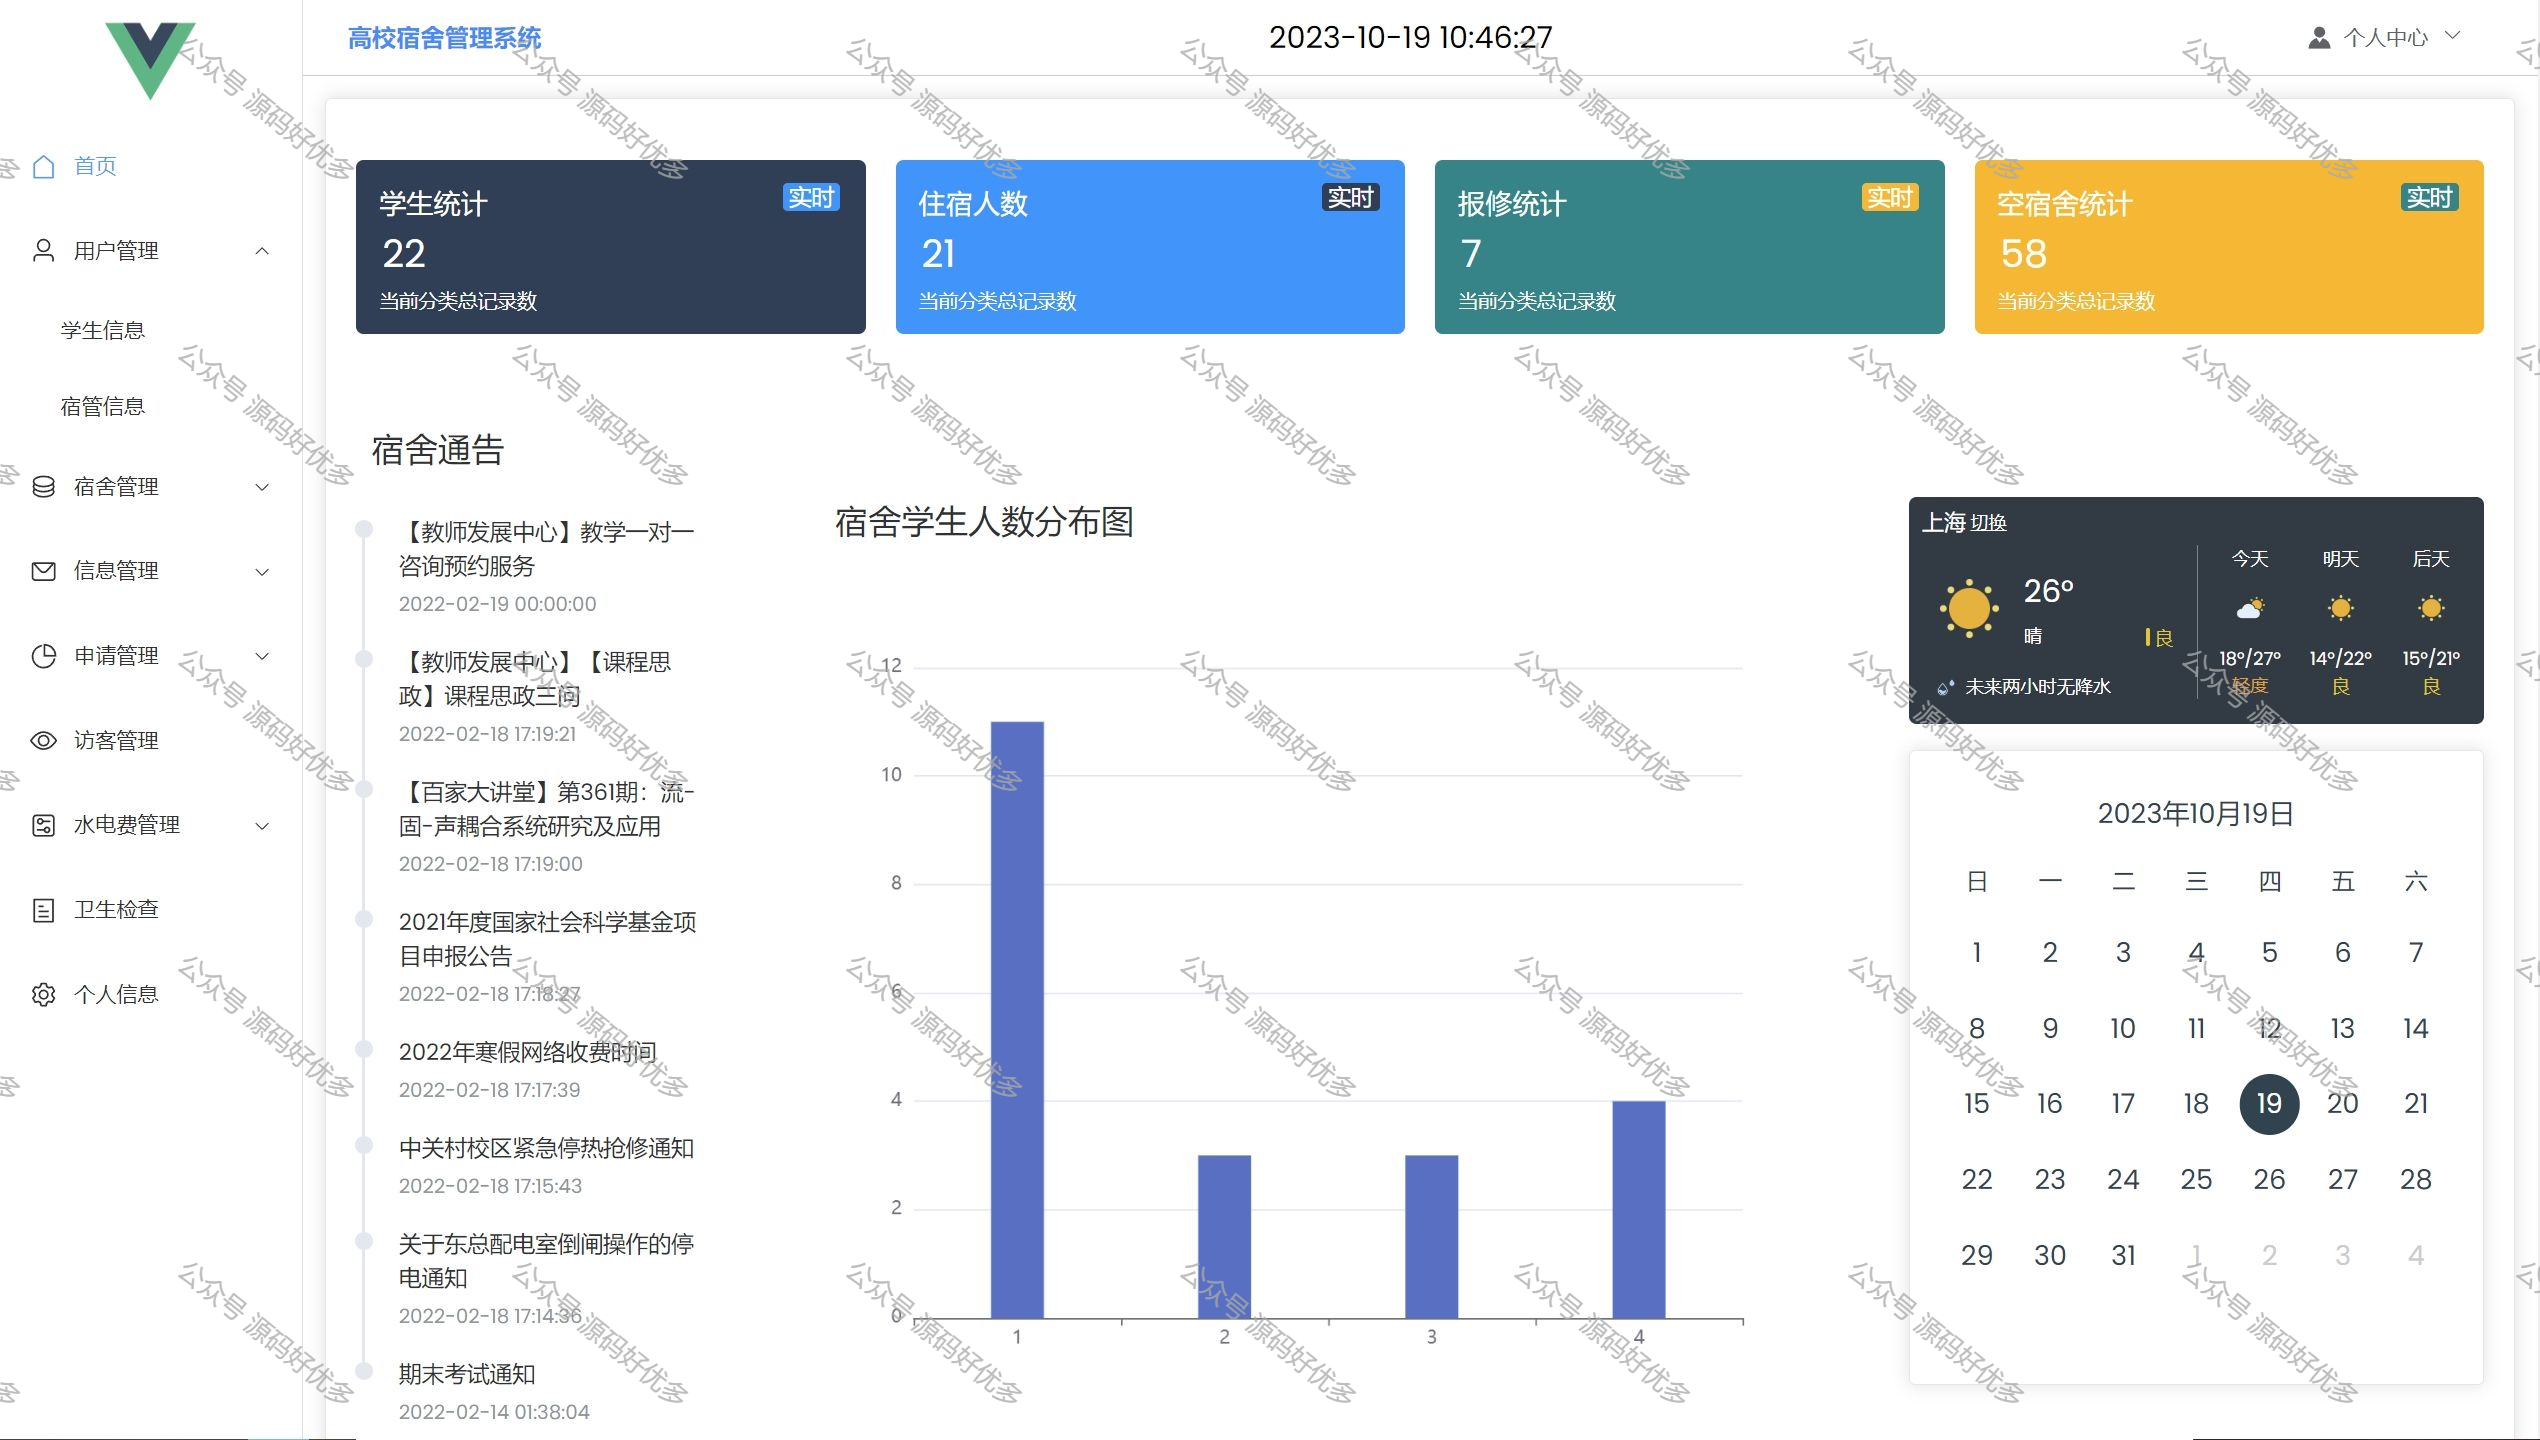 高校宿舍管理系统
2023-10-19 10:46:27
个人中心
首页
用户管理
学生信息
宿管信息
宿舍管理
信息管理
申请管理
访客管理
水电费管理
卫生检查
个人信息
学生统计
实时
22
当前分类总记录数
住宿人数
实时
21
当前分类总记录数
报修统计
实时
7
当前分类总记录数
空宿舍统计
实时
58
当前分类总记录数
宿舍通告
【教师发展中心】教学一对一
咨询预约服务
2022-02-19 00:00:00
【教师发展中心】【课程思
政】课程思政三问
2022-02-18 17:19:21
【百家大讲堂】第361期：流-
固-声耦合系统研究及应用
2022-02-18 17:19:00
2021年度国家社会科学基金项
目申报公告
2022-02-18 17:18:27
2022年寒假网络收费时间
2022-02-18 17:17:39
中关村校区紧急停热抢修通知
2022-02-18 17:15:43
关于东总配电室倒闸操作的停
电通知
2022-02-18 17:14:36
期末考试通知
2022-02-14 01:38:04
宿舍学生人数分布图
12
10
8
6
4
2
0
1 2 3 4
上海 切换
26°
晴
良
未来两小时无降水
今天 明天 后天
18°/27° 14°/22° 15°/21°
轻度 良 良
2023年10月19日
日 一 二 三 四 五 六
1 2 3 4 5 6 7
8 9 10 11 12 13 14
15 16 17 18 19 20 21
22 23 24 25 26 27 28
29 30 31 1 2 3 4
公众号 源码好优多